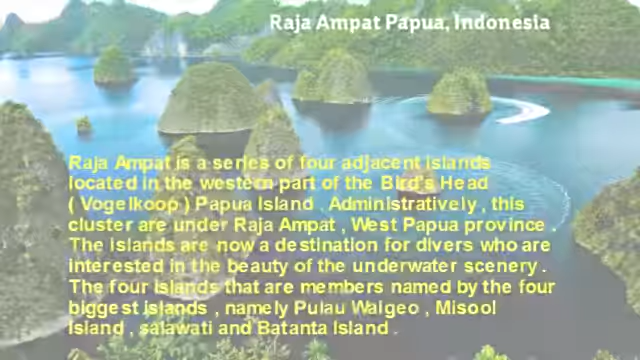 Raja Ampat Papua, Indonesia
Raja Ampat is a series of four adjacent islands
located in the western part of the Bird's Head
( Vogelkoop ) Papua Island . Administratively , this
cluster are under Raja Ampat , West Papua province .
The islands are now a destination for divers who are
interested in the beauty of the underwater scenery .
The four islands that are members named by the four
biggest islands , namely Pulau Waigeo , Misool
Island , salawati and Batanta Island .